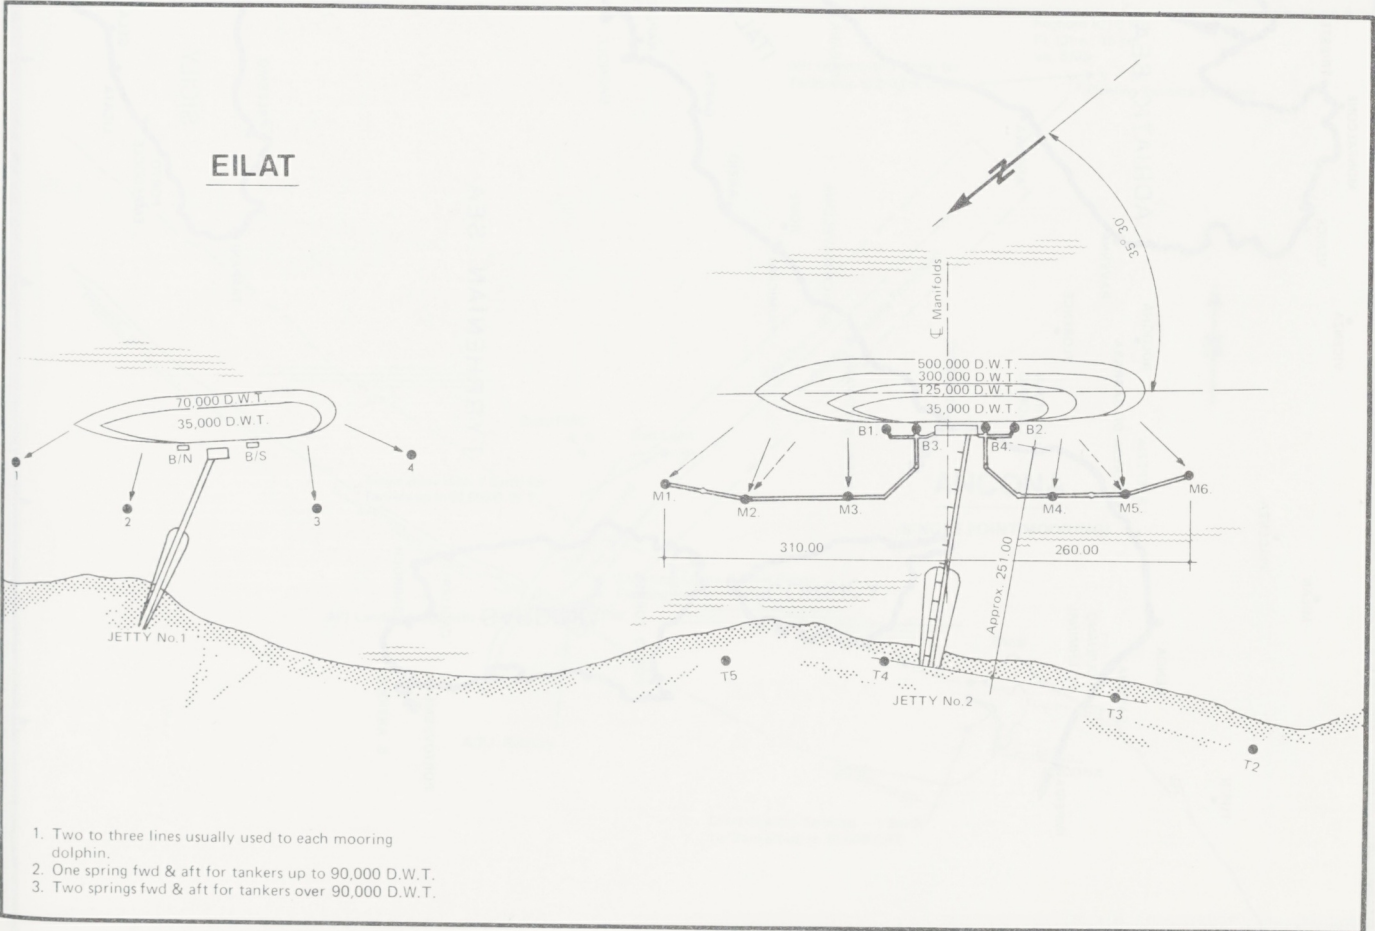 EILAT
N
35° 30'
℄ Manifolds
70,000 D.W.T.
35,000 D.W.T.
B/N
B/S
1
2
3
4
JETTY No.1
500,000 D.W.T.
300,000 D.W.T.
125,000 D.W.T.
35,000 D.W.T.
B1.
B3.
B4.
B2.
M1.
M2.
M3.
M4.
M5.
M6.
310.00
260.00
Approx. 251.00
T5
T4
JETTY No.2
T3
T2
1. Two to three lines usually used to each mooring
dolphin.
2. One spring fwd & aft for tankers up to 90,000 D.W.T.
3. Two springs fwd & aft for tankers over 90,000 D.W.T.